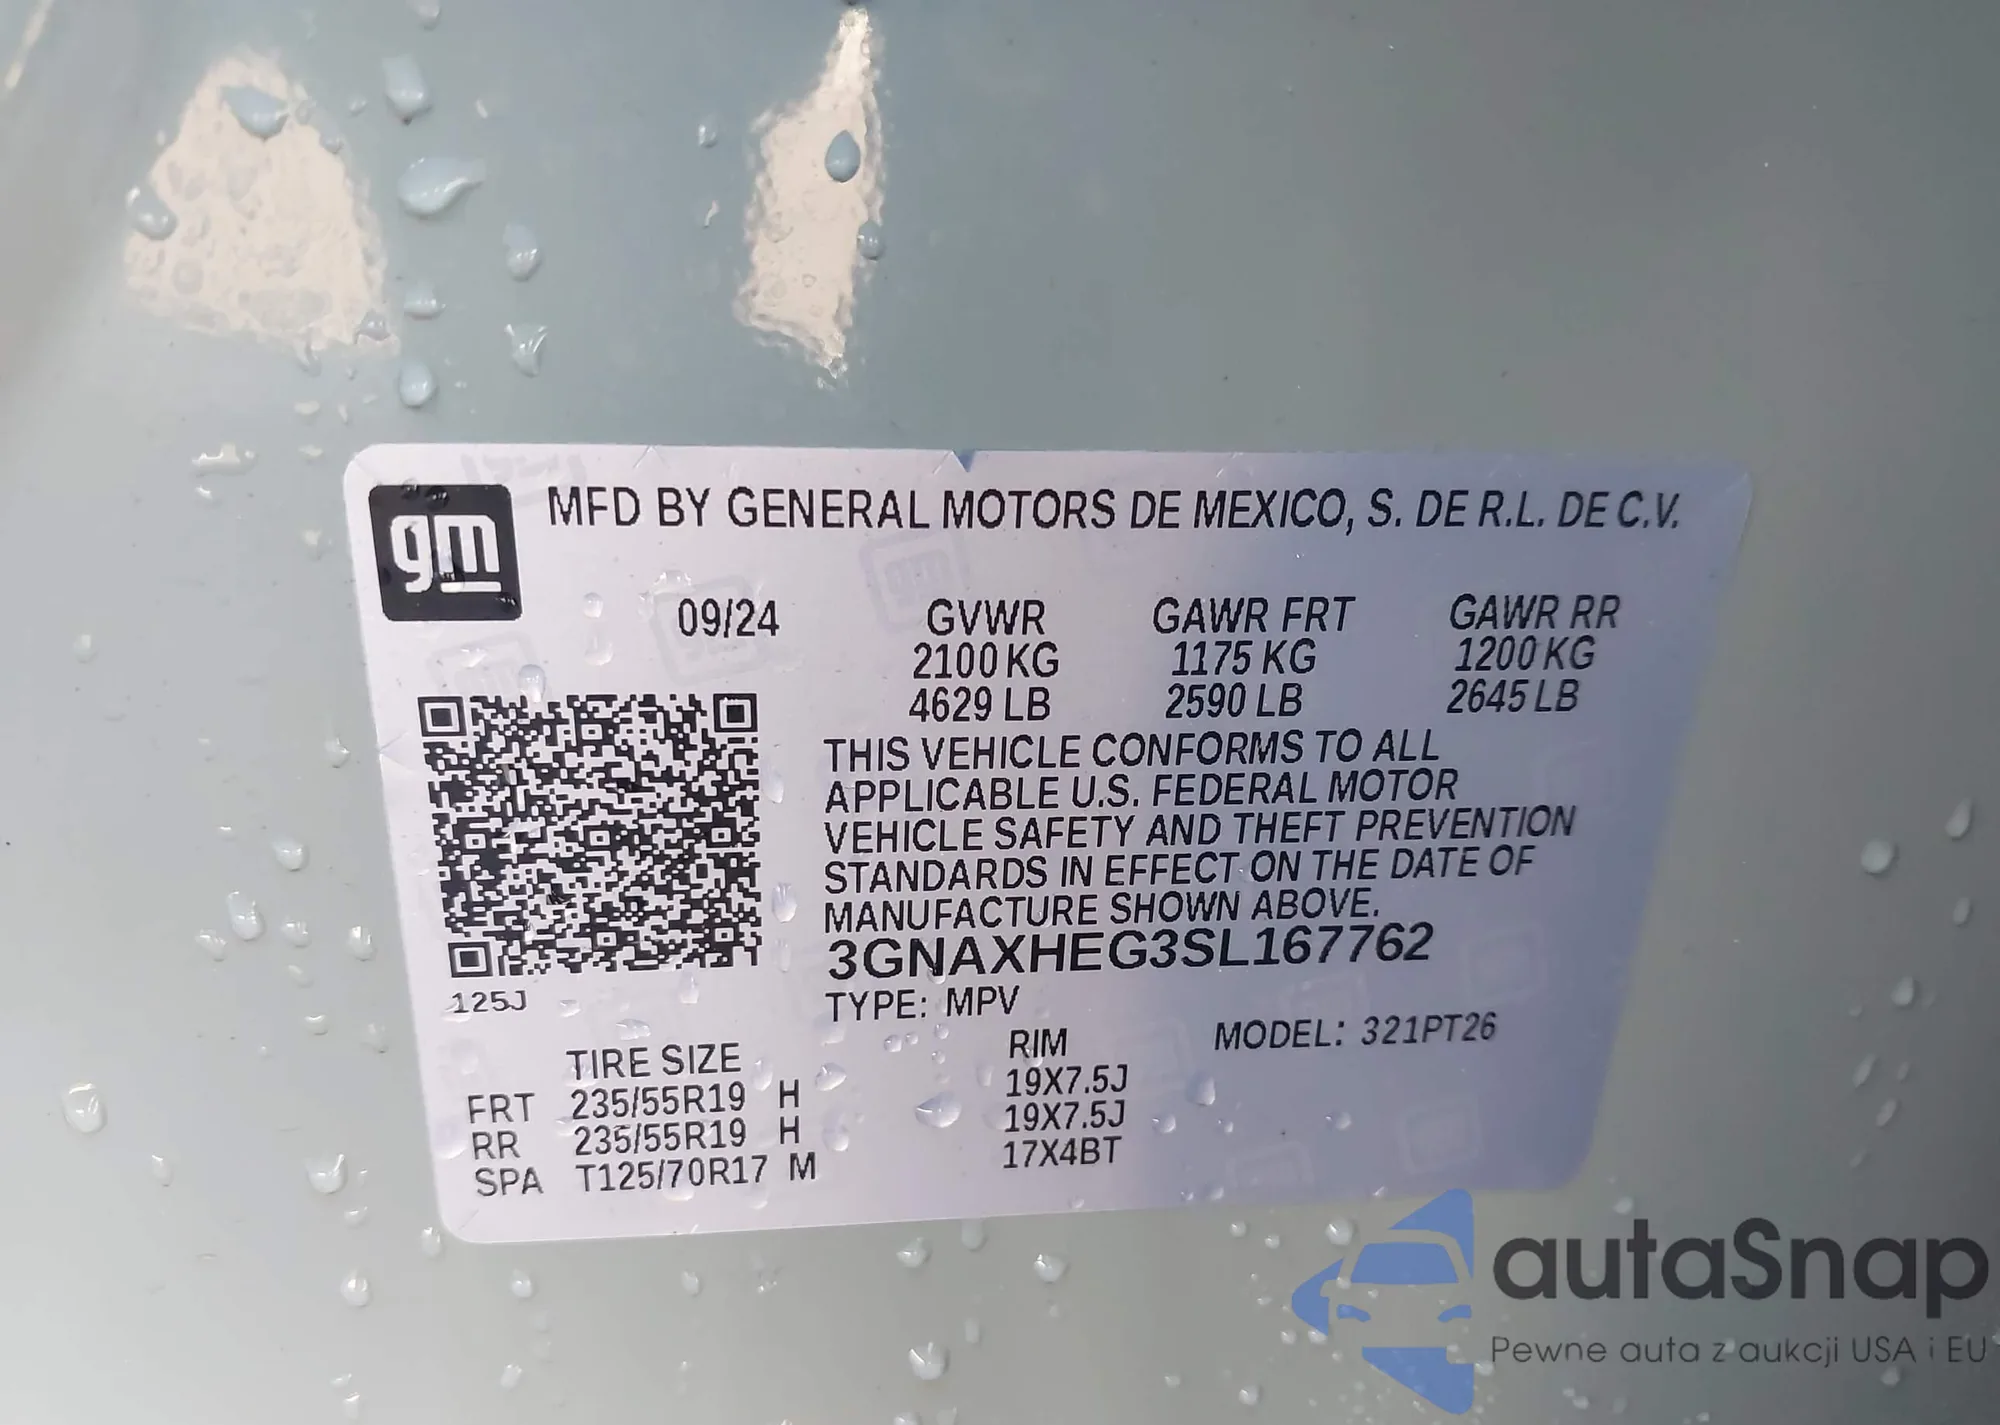 gm
MFD BY GENERAL MOTORS DE MEXICO, S. DE R.L. DE C.V.
09/24 GVWR GAWR FRT GAWR RR
2100 KG 1175 KG 1200 KG
4629 LB 2590 LB 2645 LB
THIS VEHICLE CONFORMS TO ALL
APPLICABLE U.S. FEDERAL MOTOR
VEHICLE SAFETY AND THEFT PREVENTION
STANDARDS IN EFFECT ON THE DATE OF
MANUFACTURE SHOWN ABOVE.
3GNAXHEG3SL167762
125J
TYPE: MPV
MODEL: 321PT26
TIRE SIZE RIM
FRT 235/55R19 H 19X7.5J
RR 235/55R19 H 19X7.5J
SPA T125/70R17 M 17X4BT
autaSnap
Pewne auta z aukcji USA i EU